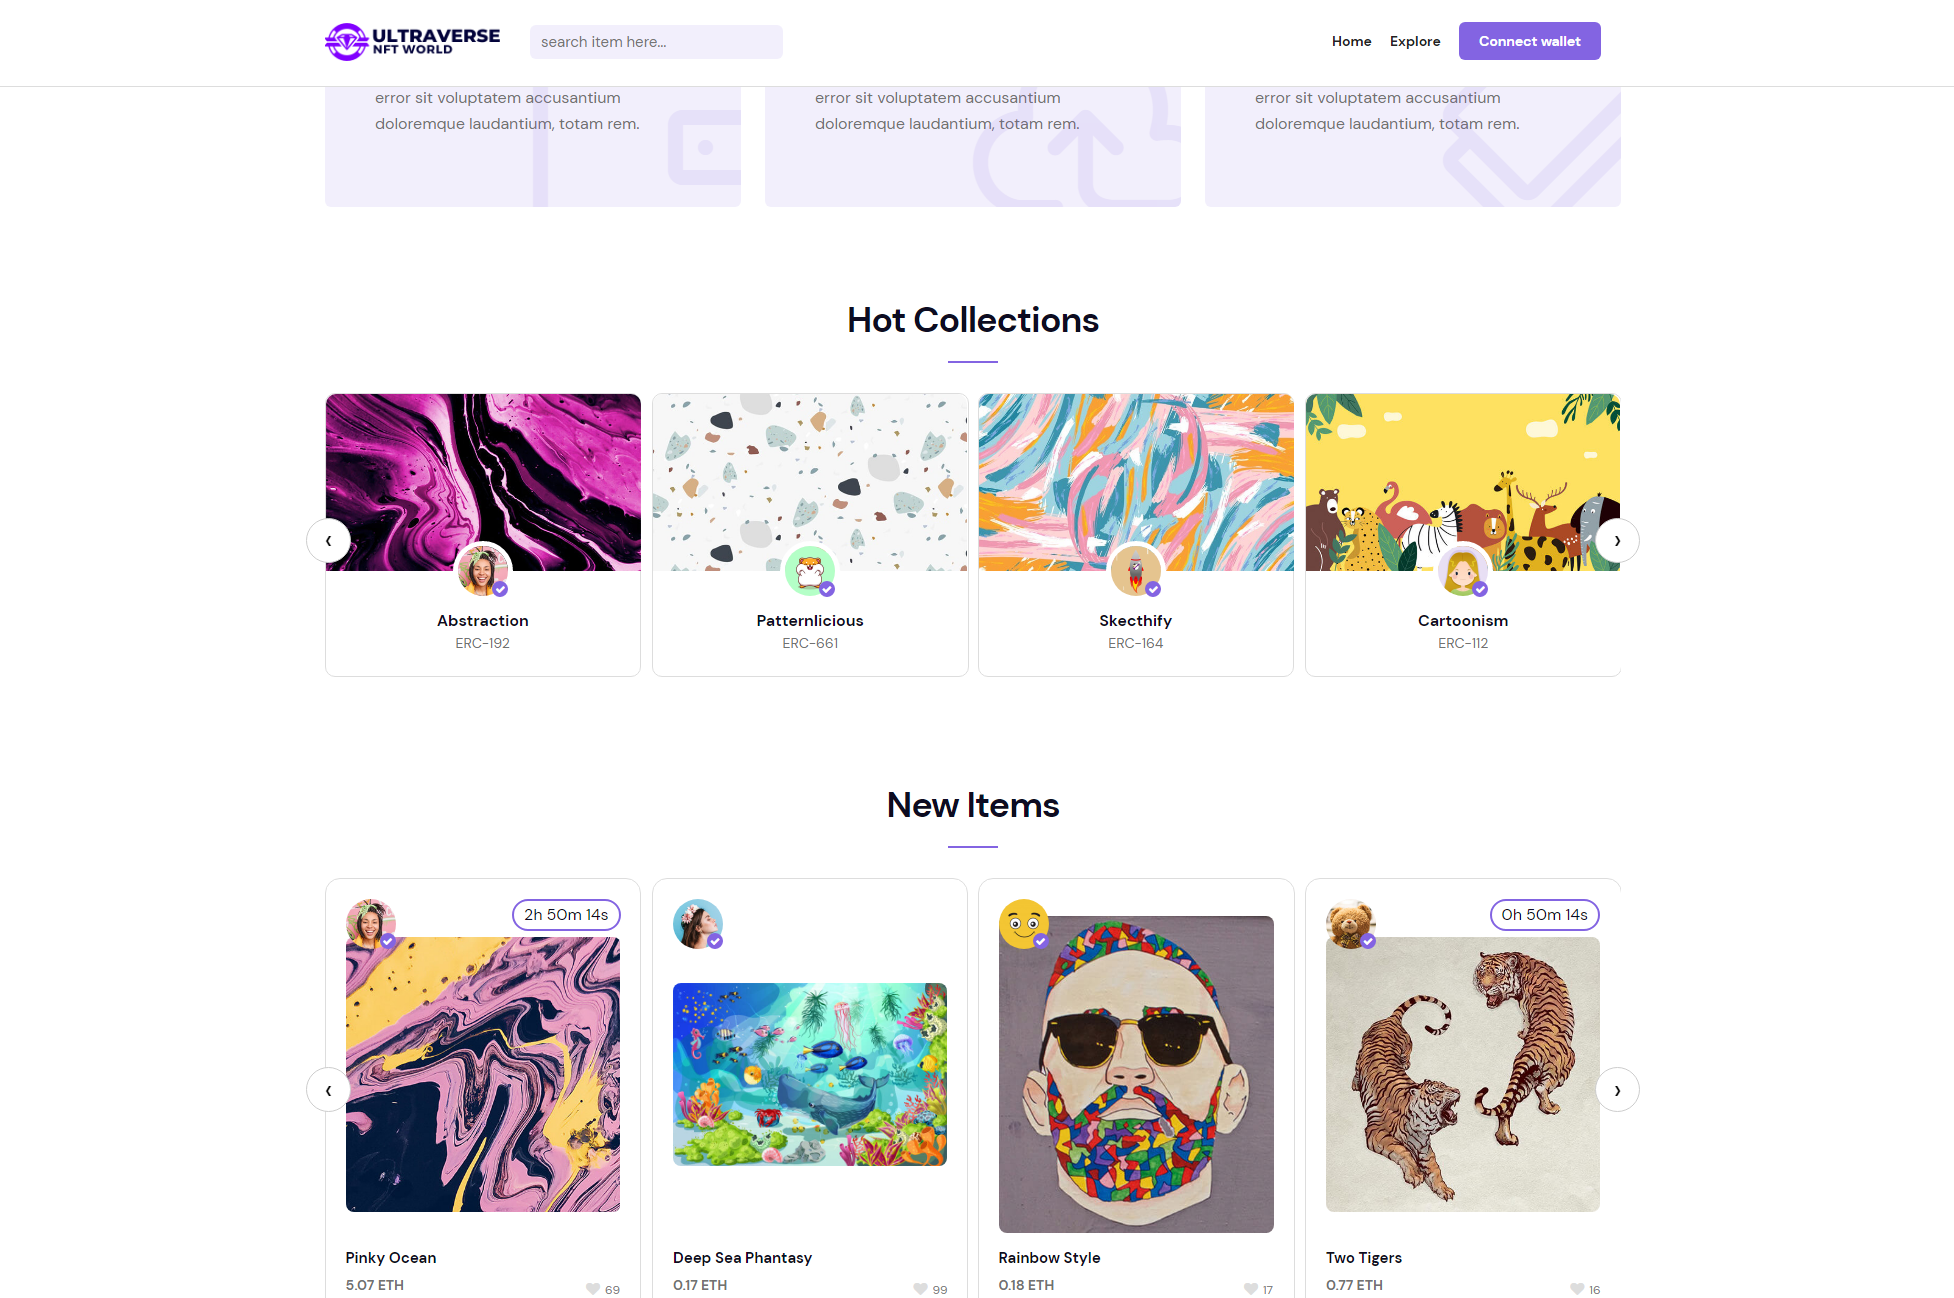 ULTRAVERSE
NFT WORLD
search item here...
Home
Explore
Connect wallet
error sit voluptatem accusantium
doloremque laudantium, totam rem.
error sit voluptatem accusantium
doloremque laudantium, totam rem.
error sit voluptatem accusantium
doloremque laudantium, totam rem.
Hot Collections
Abstraction
ERC-192
Patternlicious
ERC-661
Skecthify
ERC-164
Cartoonism
ERC-112
New Items
2h 50m 14s
0h 50m 14s
Pinky Ocean
5.07 ETH
69
Deep Sea Phantasy
0.17 ETH
99
Rainbow Style
0.18 ETH
17
Two Tigers
0.77 ETH
16